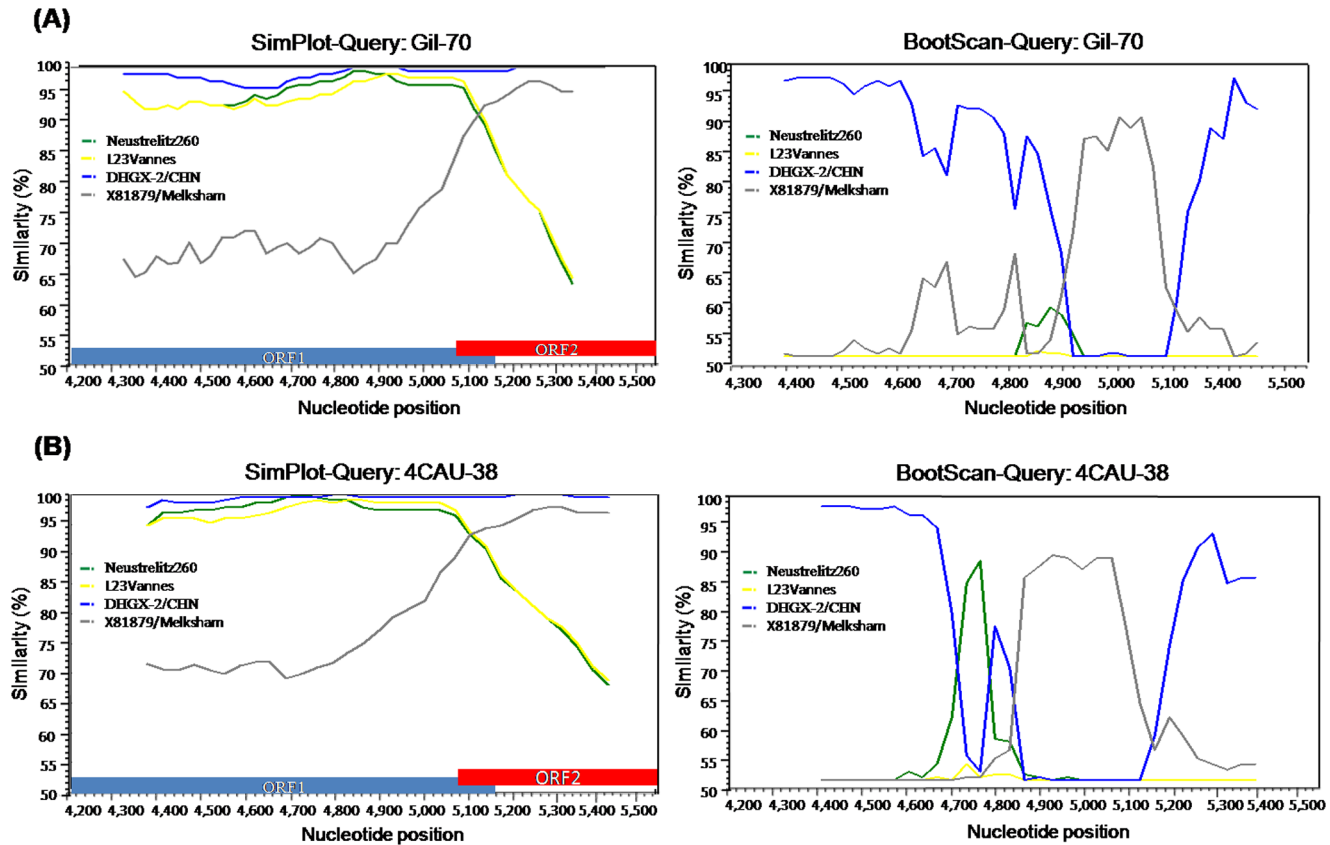 (A)
SimPlot-Query: Gil-70
Similarity (%)
100
95
90
85
80
75
70
65
60
55
50
Neustrelitz260
L23Vannes
DHGX-2/CHN
X81879/Melksham
ORF1
ORF2
4,200 4,300 4,500 4,600 4,700 4,800 4,900 5,000 5,100 5,200 5,300 5,400 5,500
Nucleotide position
BootScan-Query: Gil-70
Similarity (%)
100
95
90
85
80
75
70
65
60
55
50
Neustrelitz260
L23Vannes
DHGX-2/CHN
X81879/Melksham
4,300 4,400 4,500 4,600 4,700 4,800 4,900 5,000 5,100 5,200 5,400 5,500
Nucleotide position
(B)
SimPlot-Query: 4CAU-38
Similarity (%)
100
95
90
85
80
75
70
65
60
55
50
Neustrelitz260
L23Vannes
DHGX-2/CHN
X81879/Melksham
ORF1
ORF2
4,200 4,300 4,500 4,600 4,700 4,800 4,900 5,000 5,100 5,200 5,300 5,400 5,500
Nucleotide position
BootScan-Query: 4CAU-38
Similarity (%)
100
95
90
85
80
75
70
65
60
55
50
Neustrelitz260
L23Vannes
DHGX-2/CHN
X81879/Melksham
4,200 4,300 4,400 4,500 4,600 4,700 4,800 4,900 5,000 5,100 5,200 5,300 5,400 5,500
Nucleotide position